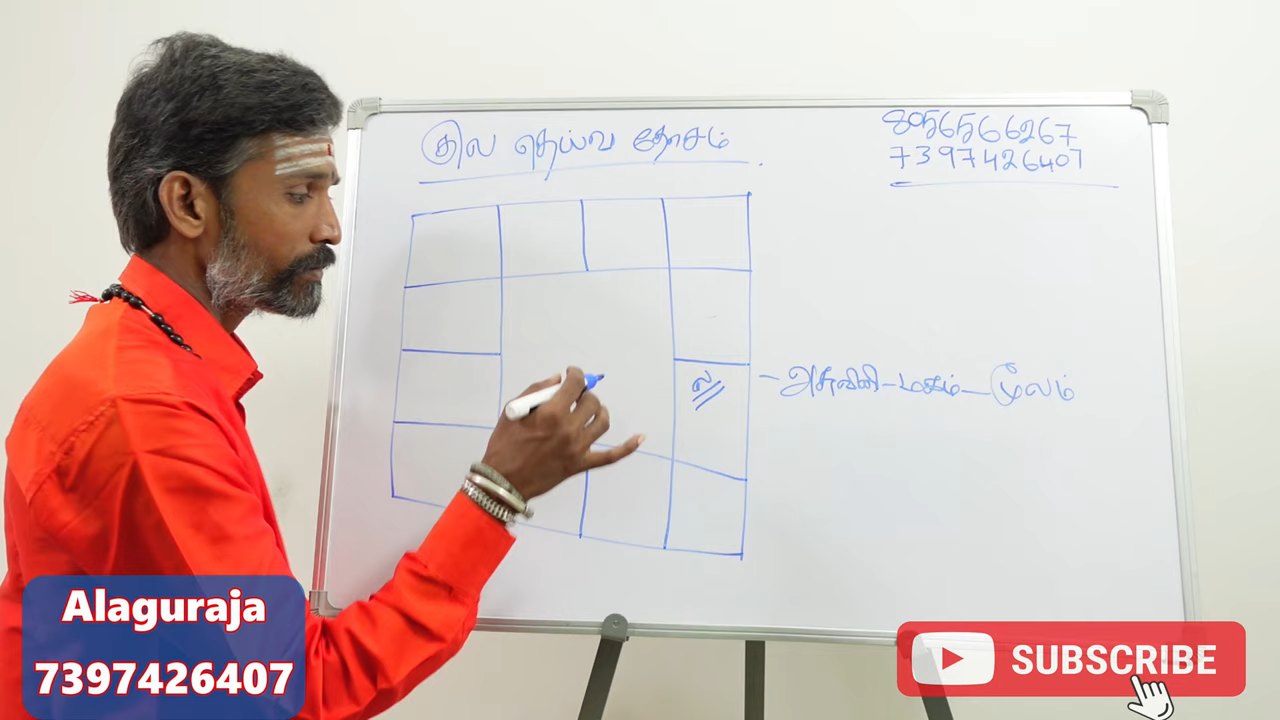 குல தெய்வ தோசம்
8056566267
7397426407
ல
அசுவினி - மகம் - மூலம்
Alaguraja
7397426407
SUBSCRIBE